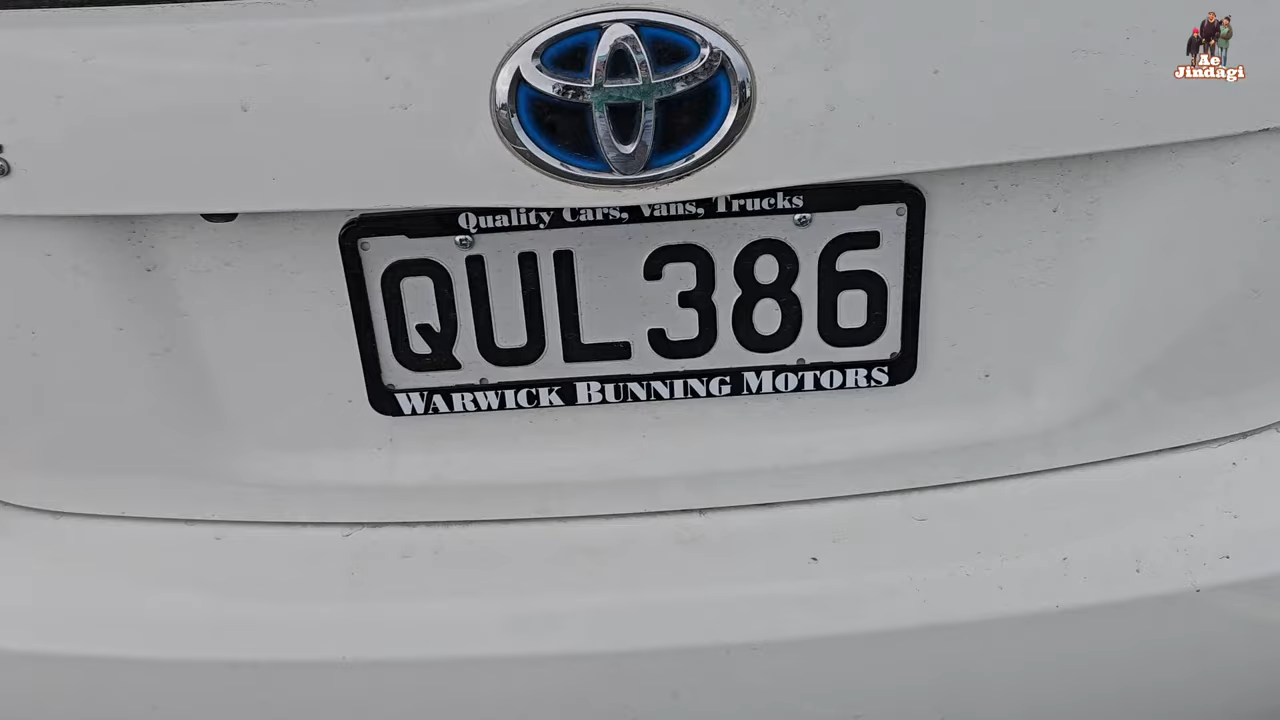 Ae
Jindagi
Quality Cars, Vans, Trucks
QUL386
WARWICK BUNNING MOTORS